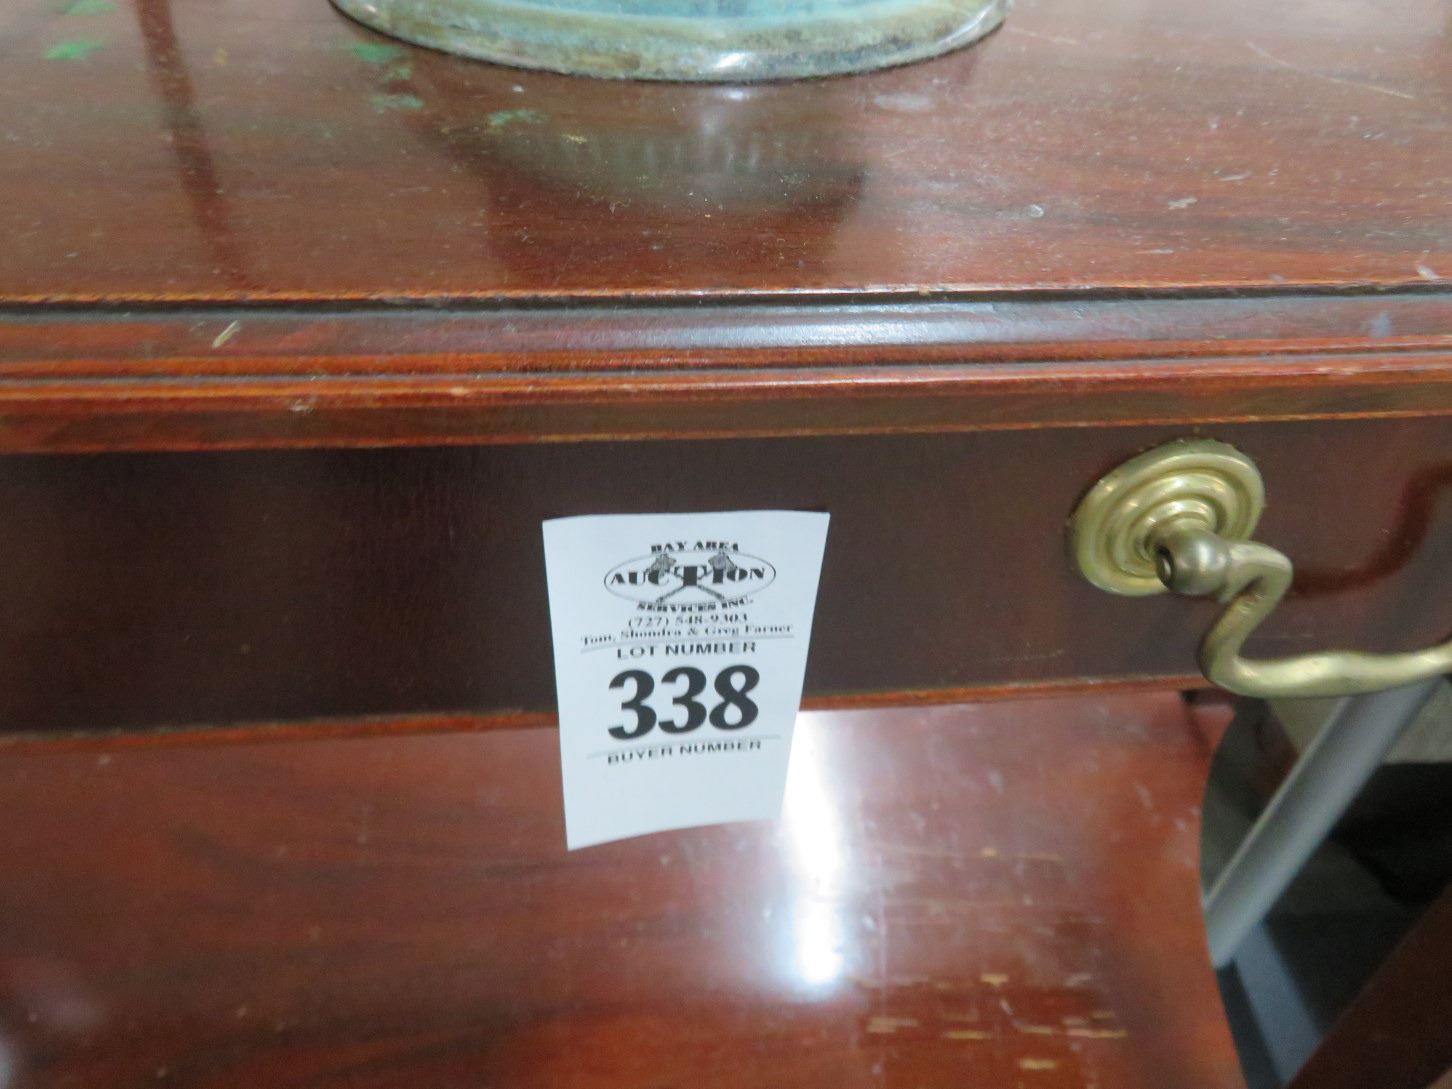 BAY AREA
AUCTION
SERVICES INC.
(727) 548-9303
Tom, Shondra & Greg Farner
LOT NUMBER
338
BUYER NUMBER